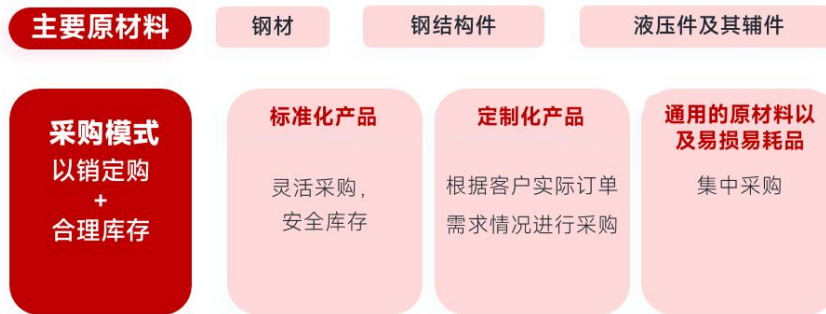 主要原材料
钢材
钢结构件
液压件及其辅件
采购模式
以销定购
+
合理库存
标准化产品
灵活采购，
安全库存
定制化产品
根据客户实际订单
需求情况进行采购
通用的原材料以
及易损易耗品
集中采购